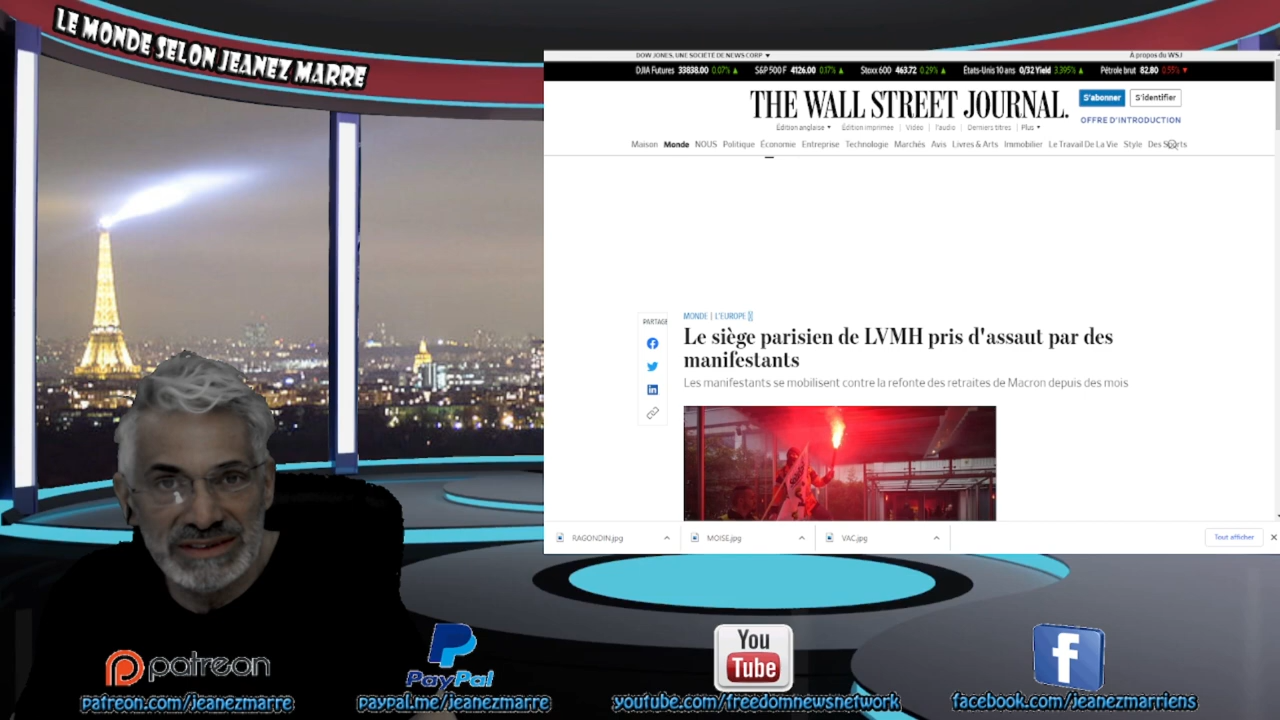 LE MONDE SELON JEANEZ MARRE
DOW JONES, UNE SOCIÉTÉ DE NEWS CORP
À propos du WSJ
DJIA Futures 33838.00 0.07% ▲ S&P 500 F 4126.00 0.17% ▲ Stoxx 600 463.72 0.29% ▲ États-Unis 10 ans 0/32 Yield 3.395% ▲ Pétrole brut 82.80 0.55% ▼
THE WALL STREET JOURNAL.
S'abonner S'identifier
OFFRE D'INTRODUCTION
Édition anglaise Édition imprimée | Vidéo | l'audio | Derniers titres | Plus
Maison Monde NOUS Politique Économie Entreprise Technologie Marchés Avis Livres & Arts Immobilier Le Travail De La Vie Style Des Sports
MONDE | L'EUROPE
PARTAGE
Le siège parisien de LVMH pris d'assaut par des
manifestants
Les manifestants se mobilisent contre la refonte des retraites de Macron depuis des mois
RAGONDIN.jpg
MOISE.jpg
VAC.jpg
Tout afficher
patreon
PayPal
You
Tube
patreon.com/jeanezmarre
paypal.me/jeanezmarre
youtube.com/freedomnewsnetwork
facebook.com/jeanezmarriens